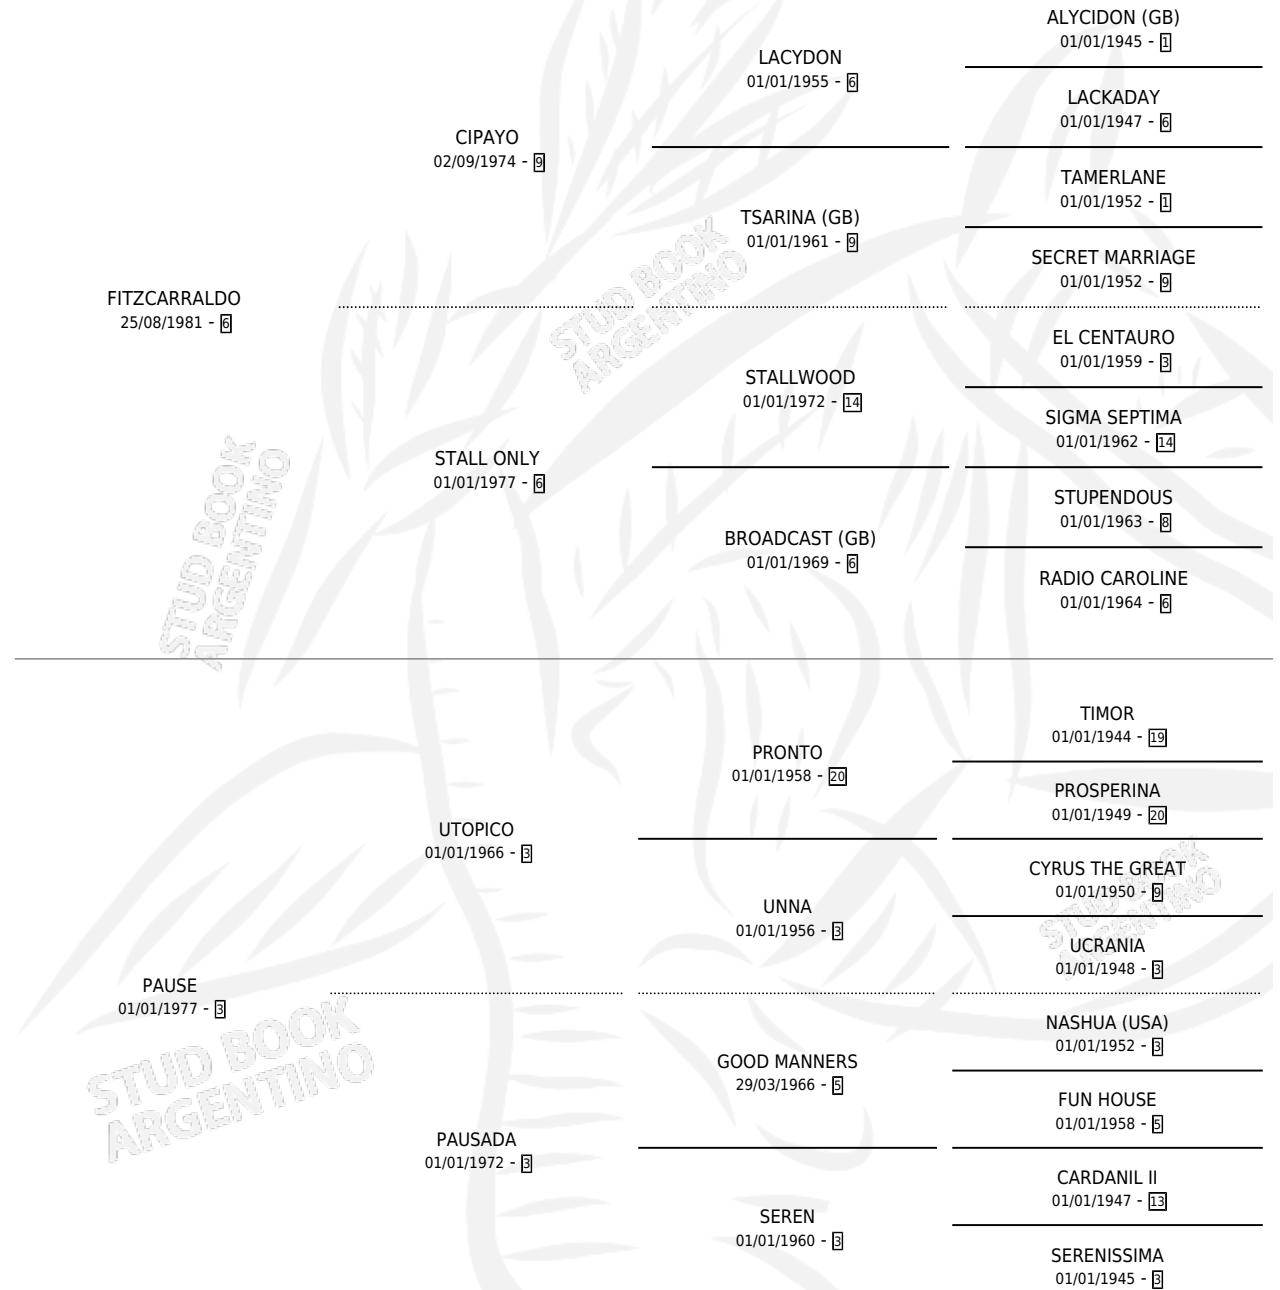 ALYCIDON (GB)
01/01/1945 - 1
LACYDON
01/01/1955 - 6
LACKADAY
01/01/1947 - 6
CIPAYO
02/09/1974 - 9
TAMERLANE
01/01/1952 - 1
TSARINA (GB)
01/01/1961 - 9
SECRET MARRIAGE
01/01/1952 - 9
FITZCARRALDO
25/08/1981 - 6
EL CENTAURO
01/01/1959 - 3
STALLWOOD
01/01/1972 - 14
SIGMA SEPTIMA
01/01/1962 - 14
STALL ONLY
01/01/1977 - 6
STUPENDOUS
01/01/1963 - 8
BROADCAST (GB)
01/01/1969 - 6
RADIO CAROLINE
01/01/1964 - 6
TIMOR
01/01/1944 - 19
PRONTO
01/01/1958 - 20
PROSPERINA
01/01/1949 - 20
UTOPICO
01/01/1966 - 3
CYRUS THE GREAT
01/01/1950 - 9
UNNA
01/01/1956 - 3
UCRANIA
01/01/1948 - 3
PAUSE
01/01/1977 - 3
NASHUA (USA)
01/01/1952 - 3
GOOD MANNERS
29/03/1966 - 5
FUN HOUSE
01/01/1958 - 5
PAUSADA
01/01/1972 - 3
CARDANIL II
01/01/1947 - 13
SEREN
01/01/1960 - 3
SERENISSIMA
01/01/1945 - 3
STUD BOOK
ARGENTINO
STUD BOOK
ARGENTINO
STUD BOOK
ARGENTINO
STUD BOOK
ARGENTINO